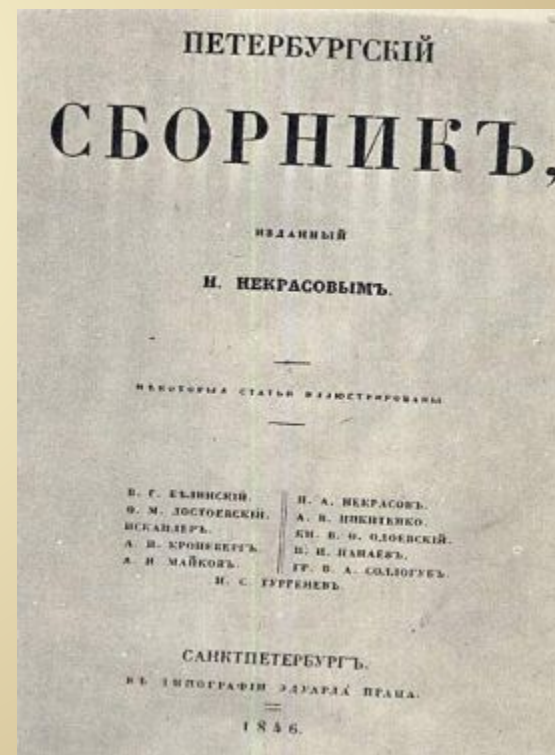 ПЕТЕРБУРГСКІЙ
СБОРНИКЪ,
ИЗДАННЫЙ
Н. НЕКРАСОВЫМЪ.
НѢКОТОРЫЯ СТАТЬИ ИЛЛЮСТРИРОВАНЫ
В. Г. БѢЛИНСКІЙ.
Ѳ. М. ДОСТОЕВСКІЙ.
ИСКАНДЕРЪ.
А. И. КРОНЕБЕРГЪ.
А. Н. МАЙКОВЪ.
Н. А. НЕКРАСОВЪ.
А. В. НИКИТЕНКО.
КН. В. Ѳ. ОДОЕВСКІЙ.
И. И. ПАНАЕВЪ.
ГР. В. А. СОЛЛОГУБЪ.
И. С. ТУРГЕНЕВЪ.
САНКТПЕТЕРБУРГЪ.
ВЪ ТИПОГРАФІИ ЭДУАРДА ПРАЦА.
1846.